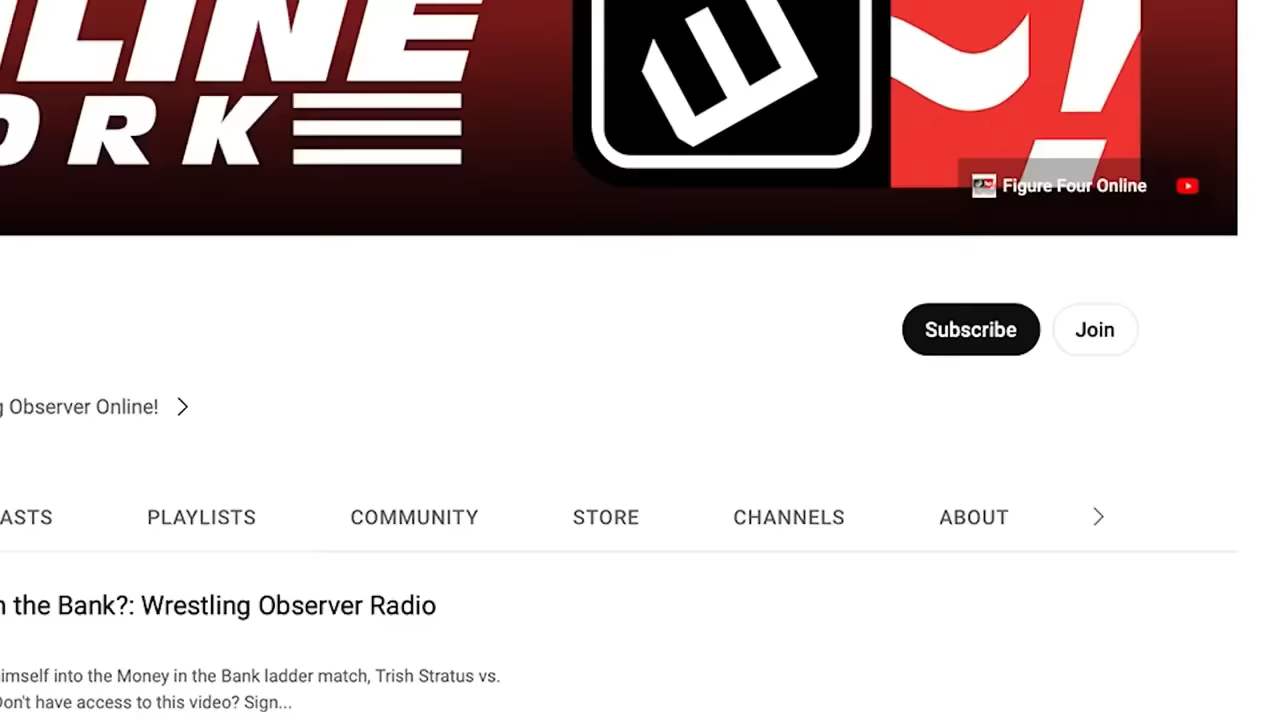 LINE
ORK
Figure Four Online
Subscribe
Join
Observer Online!
ASTS
PLAYLISTS
COMMUNITY
STORE
CHANNELS
ABOUT
the Bank?: Wrestling Observer Radio
imself into the Money in the Bank ladder match, Trish Stratus vs.
Don't have access to this video? Sign...